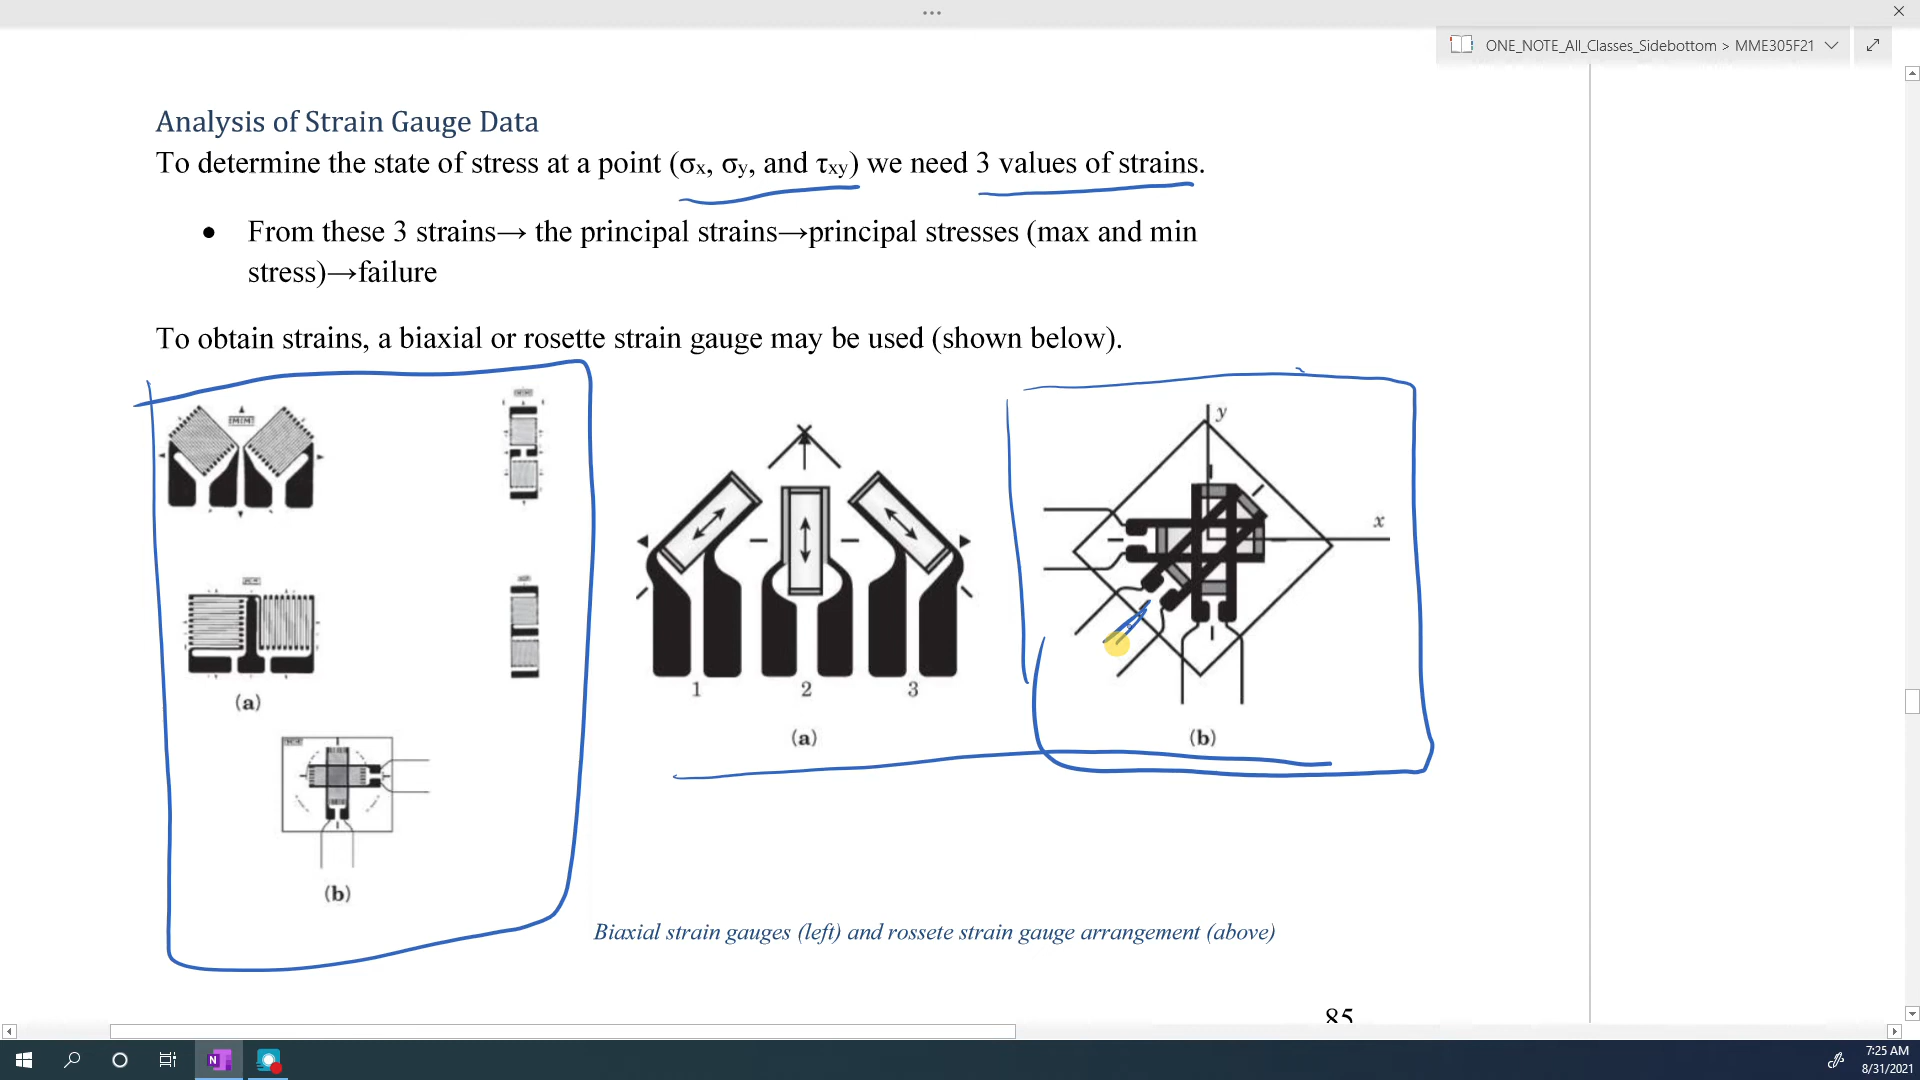 ONE_NOTE_All_Classes_Sidebottom > MME305F21
Analysis of Strain Gauge Data
To determine the state of stress at a point (σx, σy, and τxy) we need 3 values of strains.
• From these 3 strains→ the principal strains→principal stresses (max and min
stress)→failure
To obtain strains, a biaxial or rosette strain gauge may be used (shown below).
y
x
1
2
3
(a)
(a)
(b)
(b)
Biaxial strain gauges (left) and rossete strain gauge arrangement (above)
85
N
7:25 AM
8/31/2021